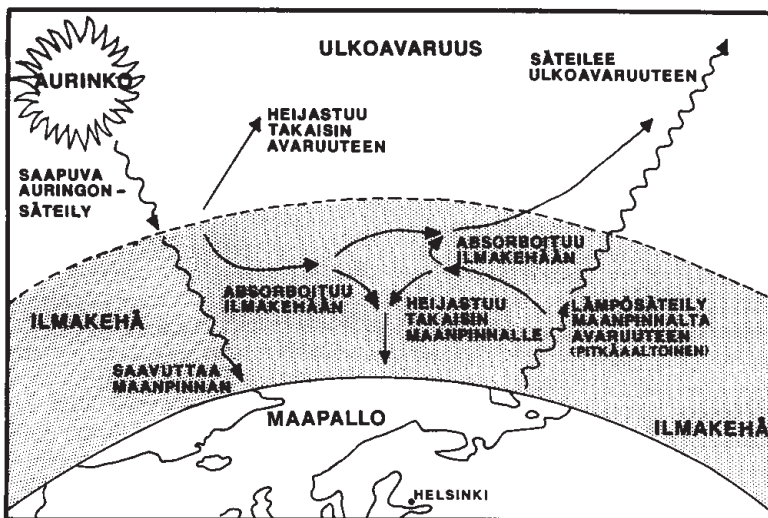 AURINKO
ULKOAVARUUS
SÄTEILEE
ULKOAVARUUTEEN
HEIJASTUU
TAKAISIN
AVARUUTEEN
SAAPUVA
AURINGON-
SÄTEILY
ABSORBOITUU
ILMAKEHÄÄN
ABSORBOITUU
ILMAKEHÄÄN
ILMAKEHÄ
HEIJASTUU
TAKAISIN
MAANPINNALLE
LÄMPÖSÄTEILY
MAANPINNALTA
AVARUUTEEN
(PITKÄAALTOINEN)
SAAVUTTAA
MAANPINNAN
MAAPALLO
ILMAKEHÄ
HELSINKI